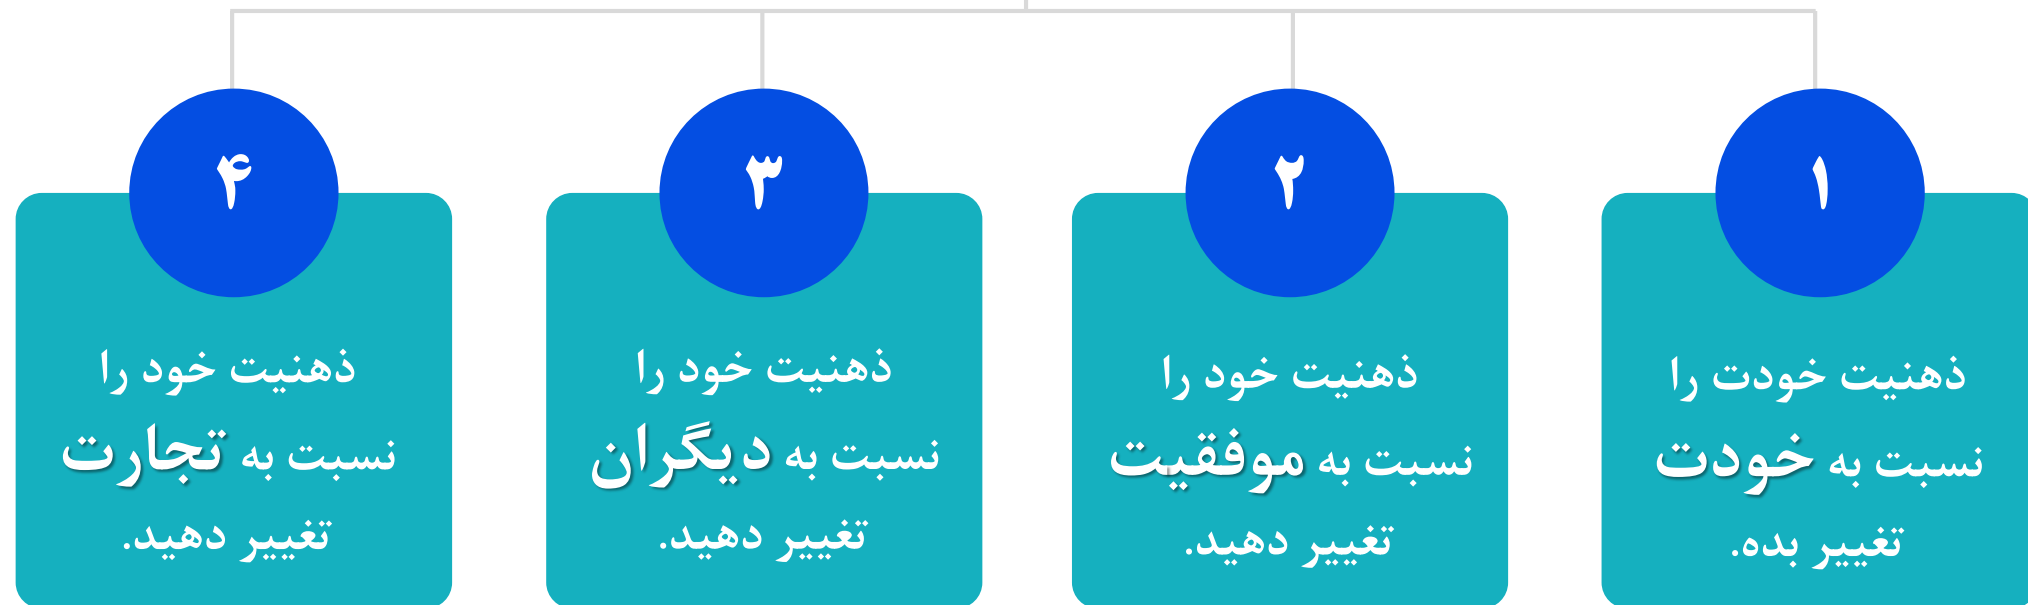 ۱
ذهنیت خودت را
نسبت به خودت
تغییر بده.
۲
ذهنیت خود را
نسبت به موفقیت
تغییر دهید.
۳
ذهنیت خود را
نسبت به دیگران
تغییر دهید.
۴
ذهنیت خود را
نسبت به تجارت
تغییر دهید.